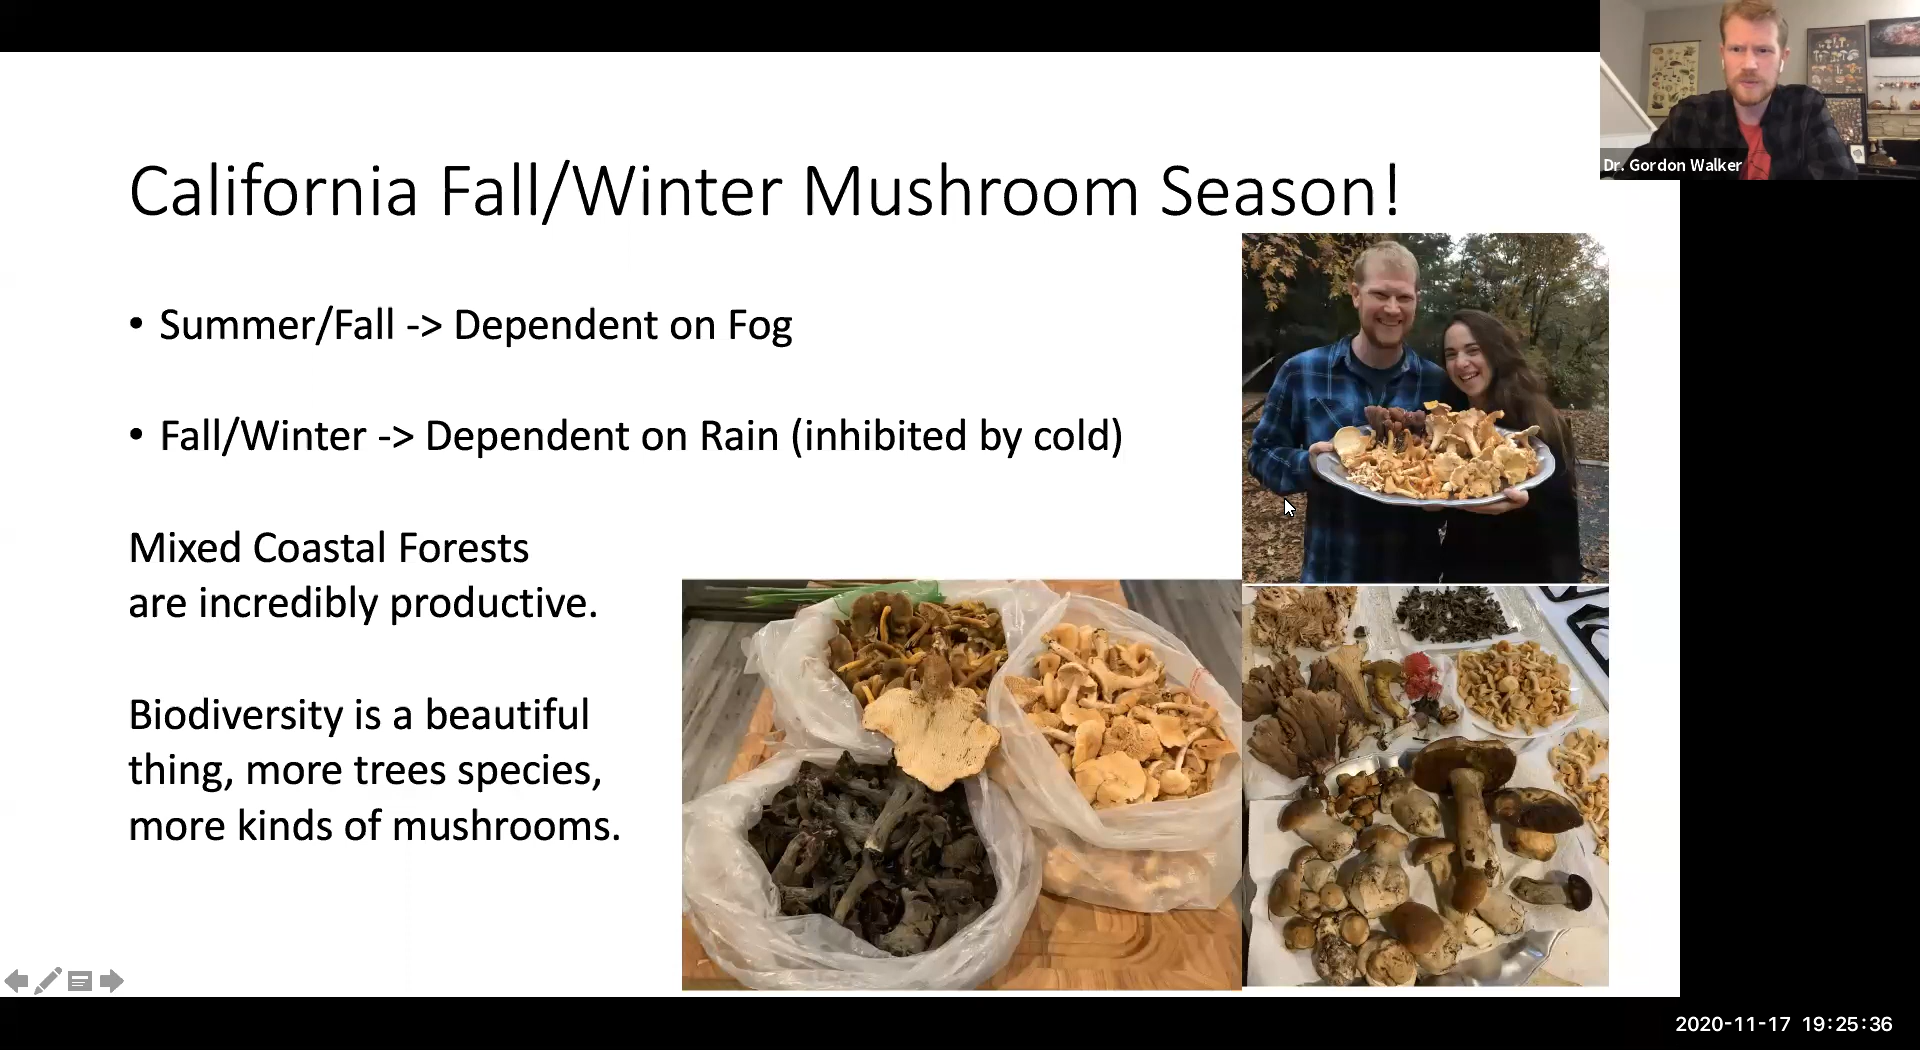 California Fall/Winter Mushroom Season!
• Summer/Fall -> Dependent on Fog
• Fall/Winter -> Dependent on Rain (inhibited by cold)
Mixed Coastal Forests
are incredibly productive.
Biodiversity is a beautiful
thing, more trees species,
more kinds of mushrooms.
Dr. Gordon Walker
2020-11-17 19:25:36